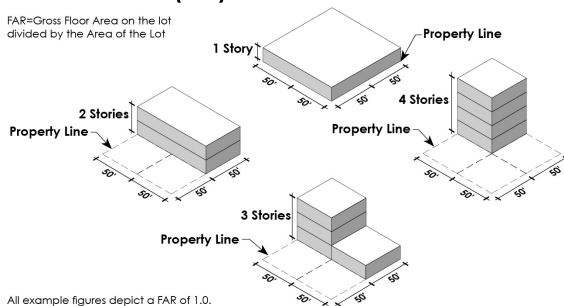 FAR=Gross Floor Area on the lot
divided by the Area of the Lot
1 Story
Property Line
50'
50'
50'
50'
2 Stories
Property Line
50'
50'
50'
50'
4 Stories
Property Line
50'
50'
50'
50'
3 Stories
Property Line
50'
50'
50'
50'
All example figures depict a FAR of 1.0.